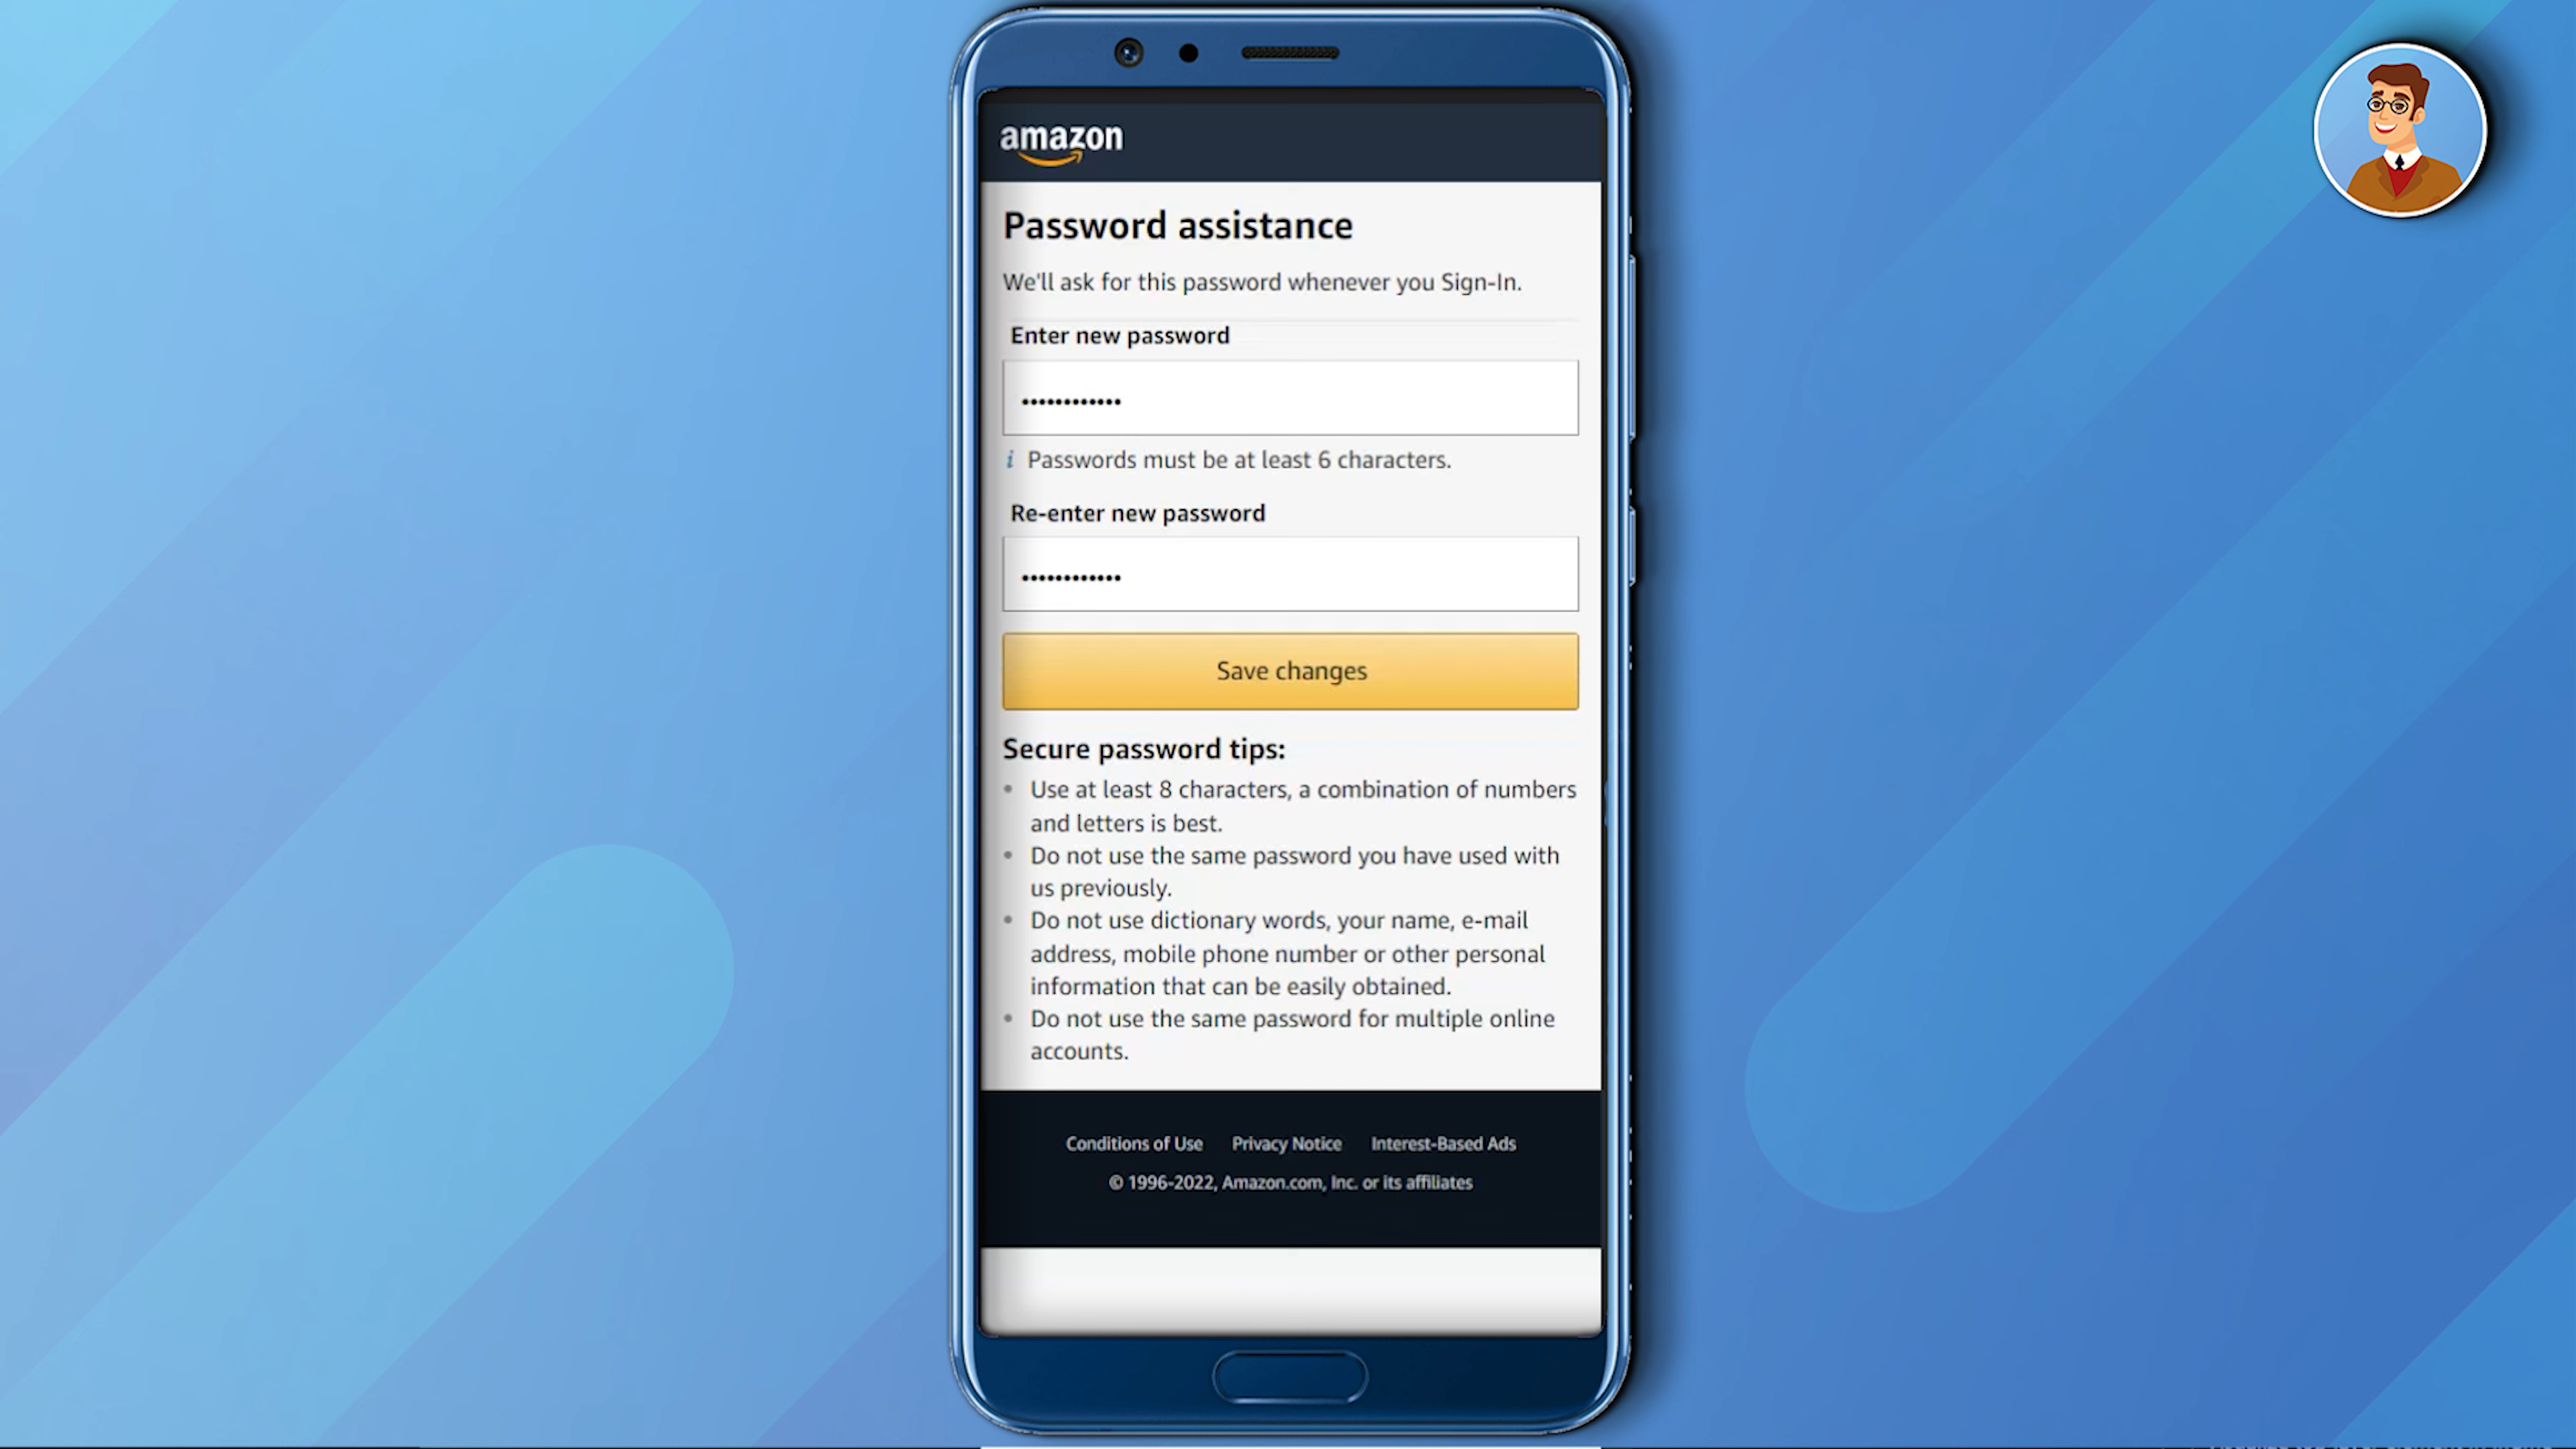 amazon
Password assistance
We'll ask for this password whenever you Sign-In.
Enter new password
••••••••••••
i Passwords must be at least 6 characters.
Re-enter new password
••••••••••••
Save changes
Secure password tips:
• Use at least 8 characters, a combination of numbers
and letters is best.
• Do not use the same password you have used with
us previously.
• Do not use dictionary words, your name, e-mail
address, mobile phone number or other personal
information that can be easily obtained.
• Do not use the same password for multiple online
accounts.
Conditions of Use Privacy Notice Interest-Based Ads
© 1996-2022, Amazon.com, Inc. or its affiliates